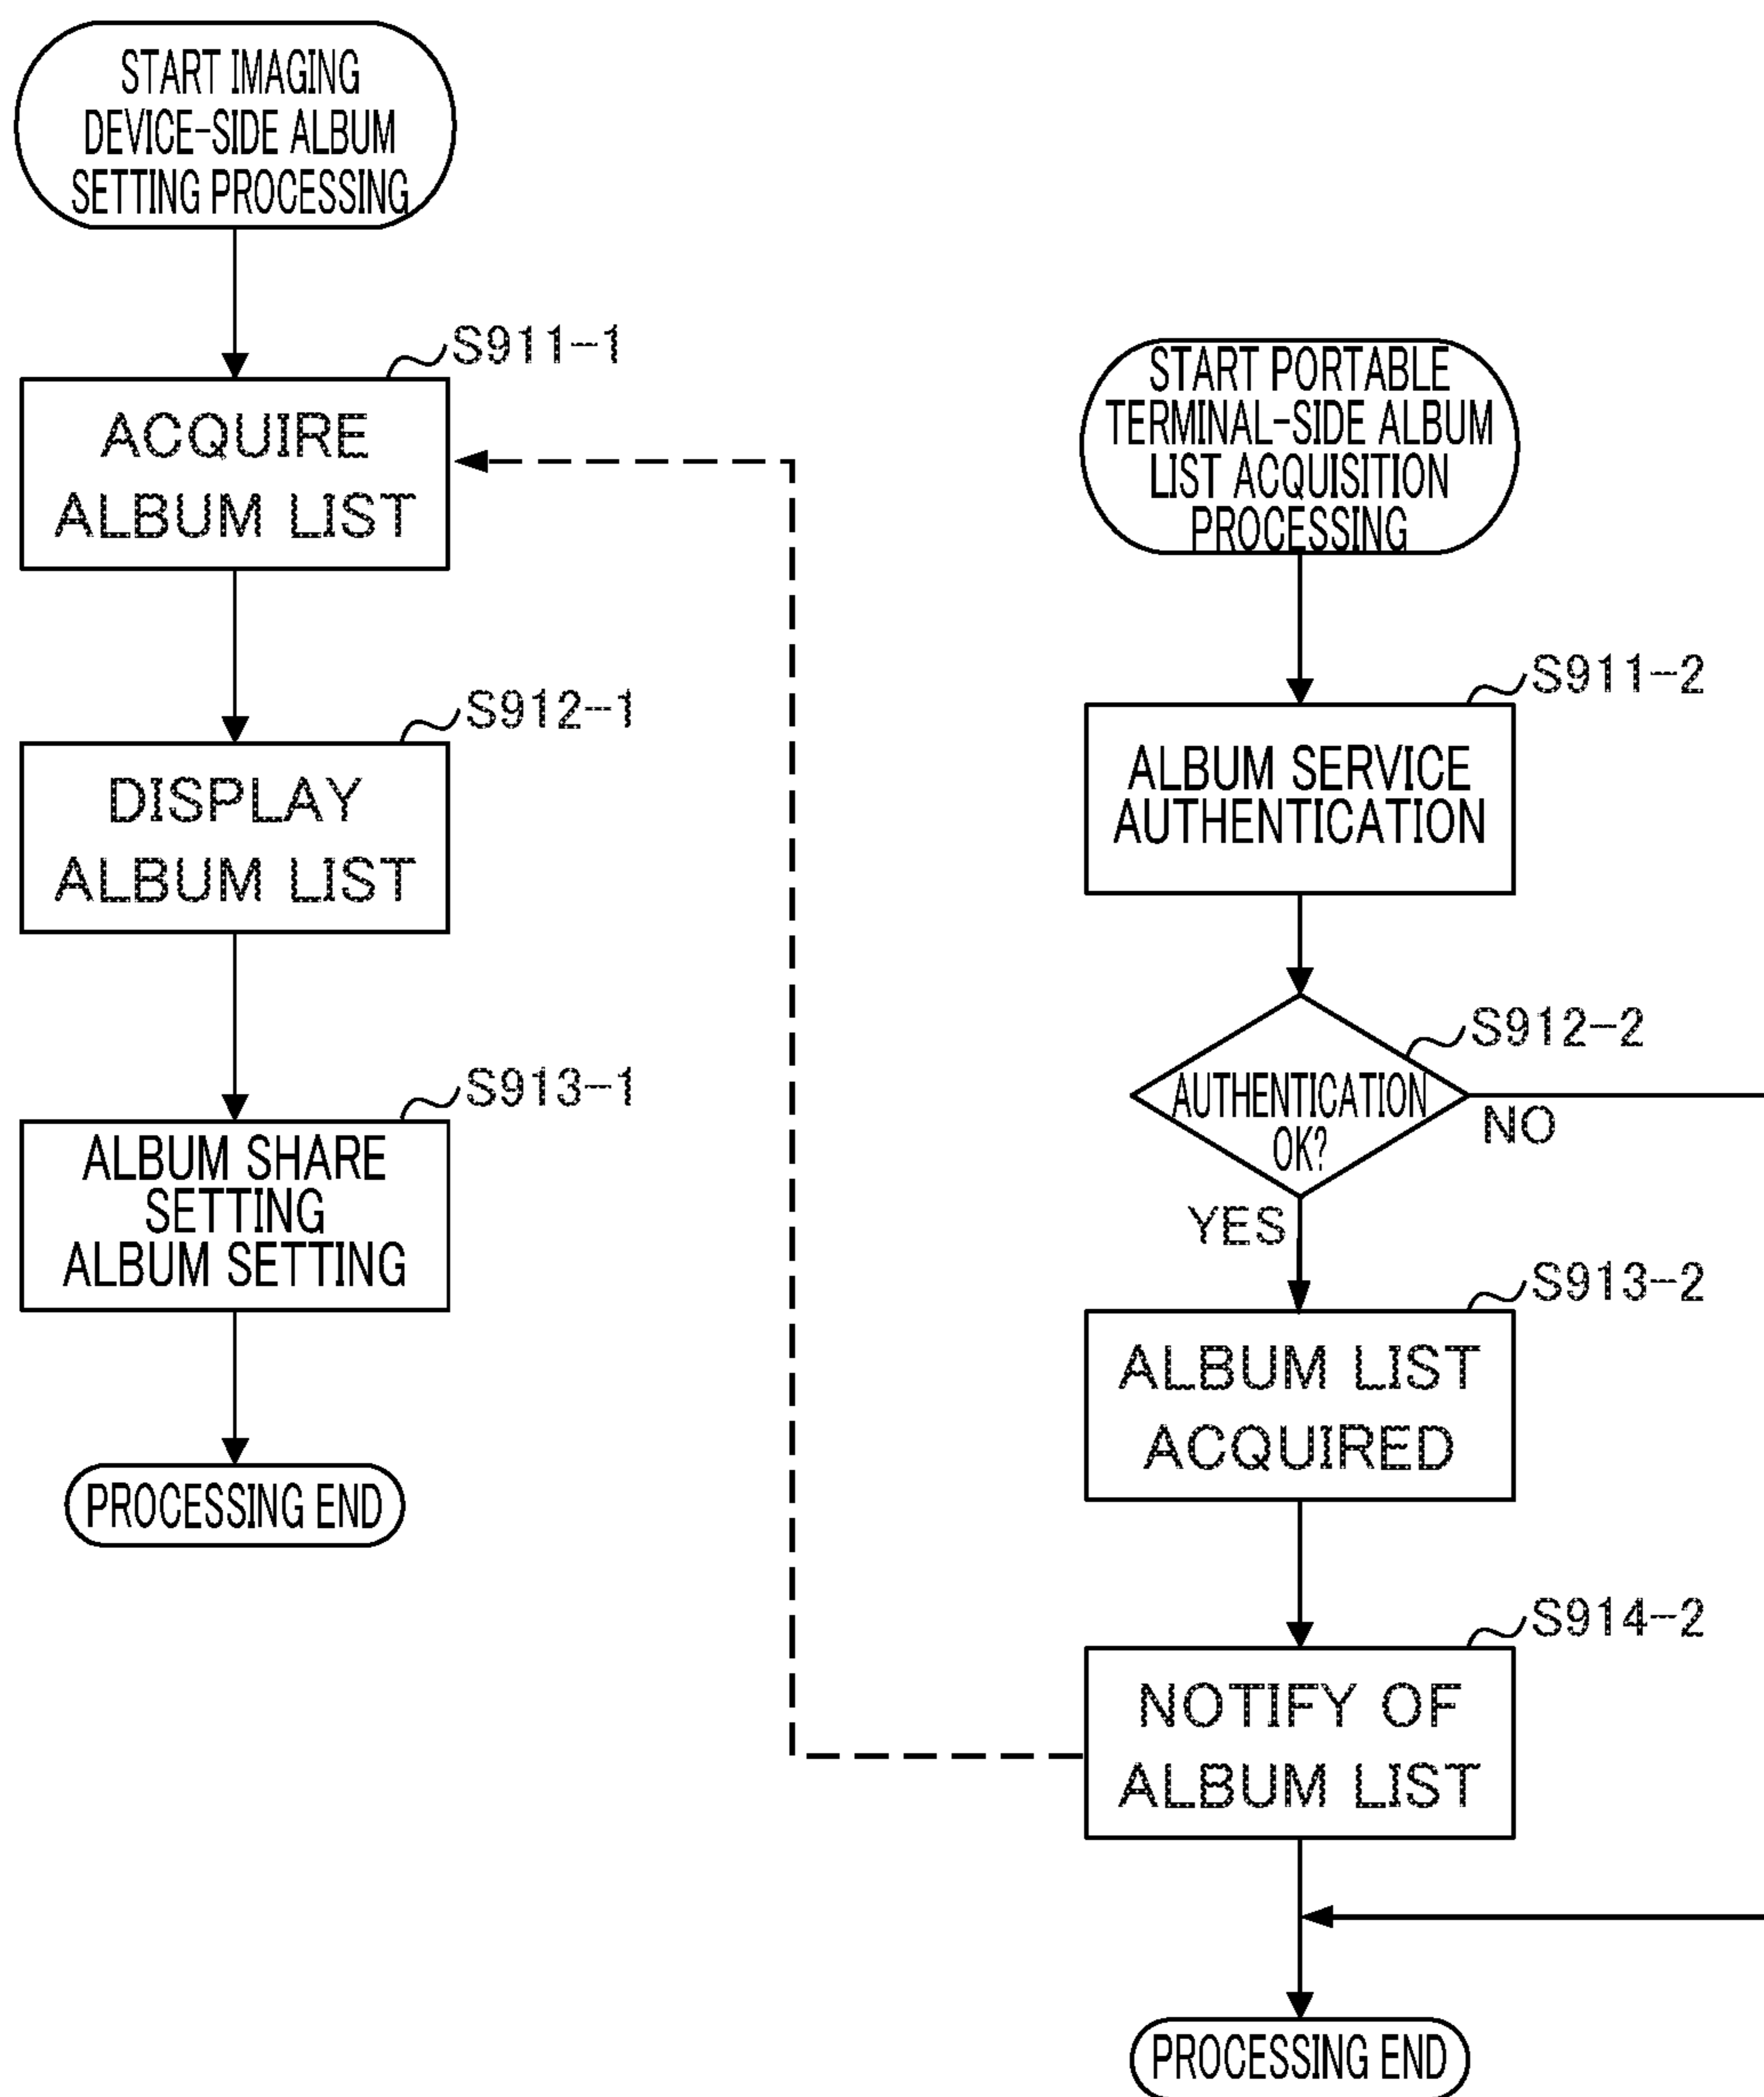 START IMAGING
DEVICE-SIDE ALBUM
SETTING PROCESSING
S911-1
ACQUIRE
ALBUM LIST
S912-1
DISPLAY
ALBUM LIST
S913-1
ALBUM SHARE
SETTING
ALBUM SETTING
PROCESSING END
START PORTABLE
TERMINAL-SIDE ALBUM
LIST ACQUISITION
PROCESSING
S911-2
ALBUM SERVICE
AUTHENTICATION
S912-2
AUTHENTICATION
OK?
NO
YES
S913-2
ALBUM LIST
ACQUIRED
S914-2
NOTIFY OF
ALBUM LIST
PROCESSING END